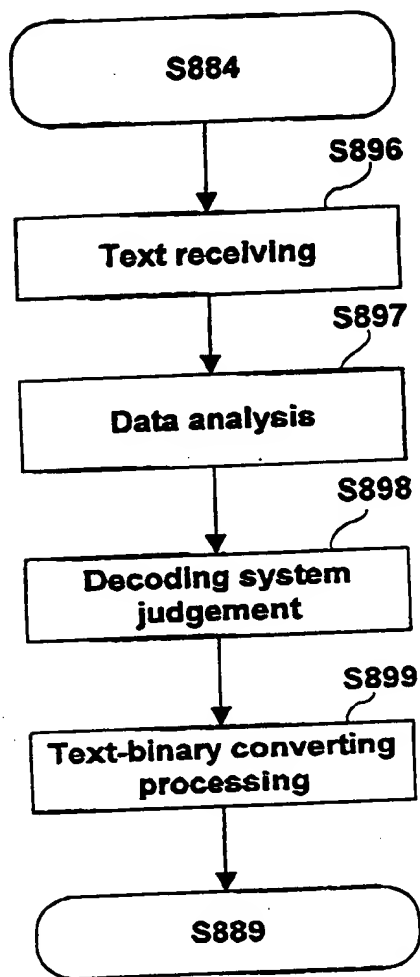 S884
S896
Text receiving
S897
Data analysis
S898
Decoding system
judgement
S899
Text-binary converting
processing
S889